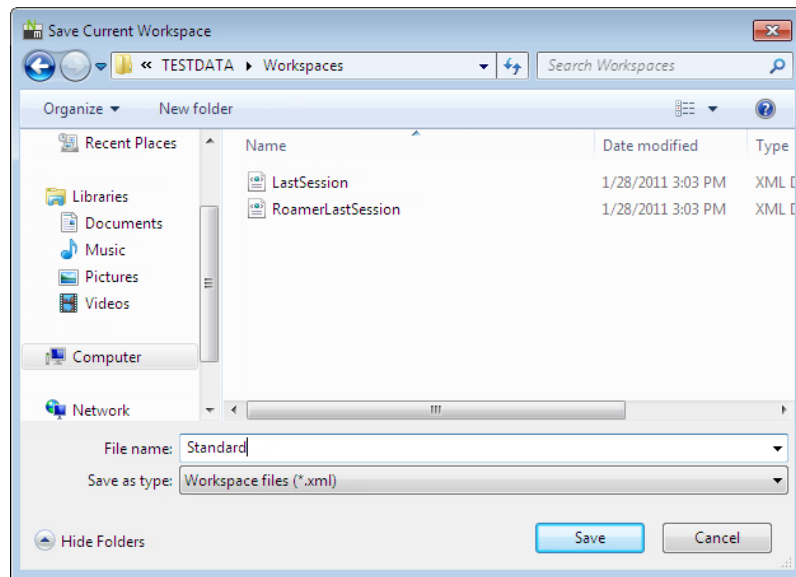 Save Current Workspace
« TESTDATA ▸ Workspaces
Search Workspaces
Organize
New folder
Recent Places
Libraries
Documents
Music
Pictures
Videos
Computer
Network
Name
Date modified
Type
LastSession
1/28/2011 3:03 PM
XML
RoamerLastSession
1/28/2011 3:03 PM
XML
File name:
Standard
Save as type:
Workspace files (*.xml)
Hide Folders
Save
Cancel